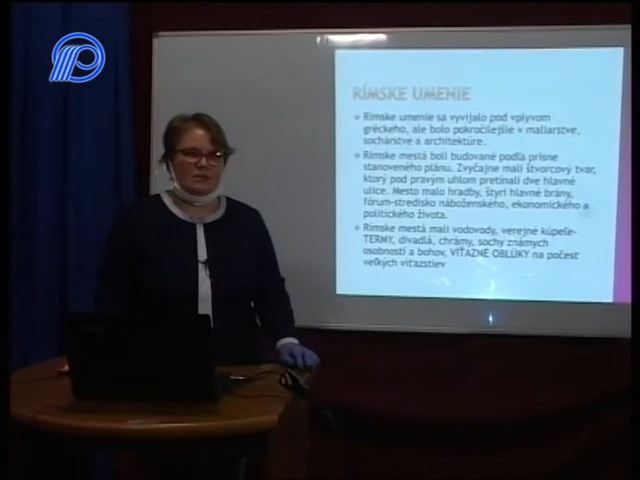 RÍMSKE UMENIE
Rímske umenie sa vyvíjalo pod vplyvom
gréckeho, ale bolo pokročilejšie v maliarstve,
sochárstve a architektúre.
Rímske mestá boli budované podľa prísne
stanoveného plánu. Zvyčajne mali štvorcový tvar,
ktorý pod pravým uhlom pretínali dve hlavné
ulice. Mesto malo hradby, štyri hlavné brány,
fórum-stredisko náboženského, ekonomického a
politického života.
Rímske mestá mali vodovody, verejné kúpele-
TERMY, divadlá, chrámy, sochy známych
osobností a bohov, VÍŤAZNÉ OBLÚKY na počesť
veľkých víťazstiev